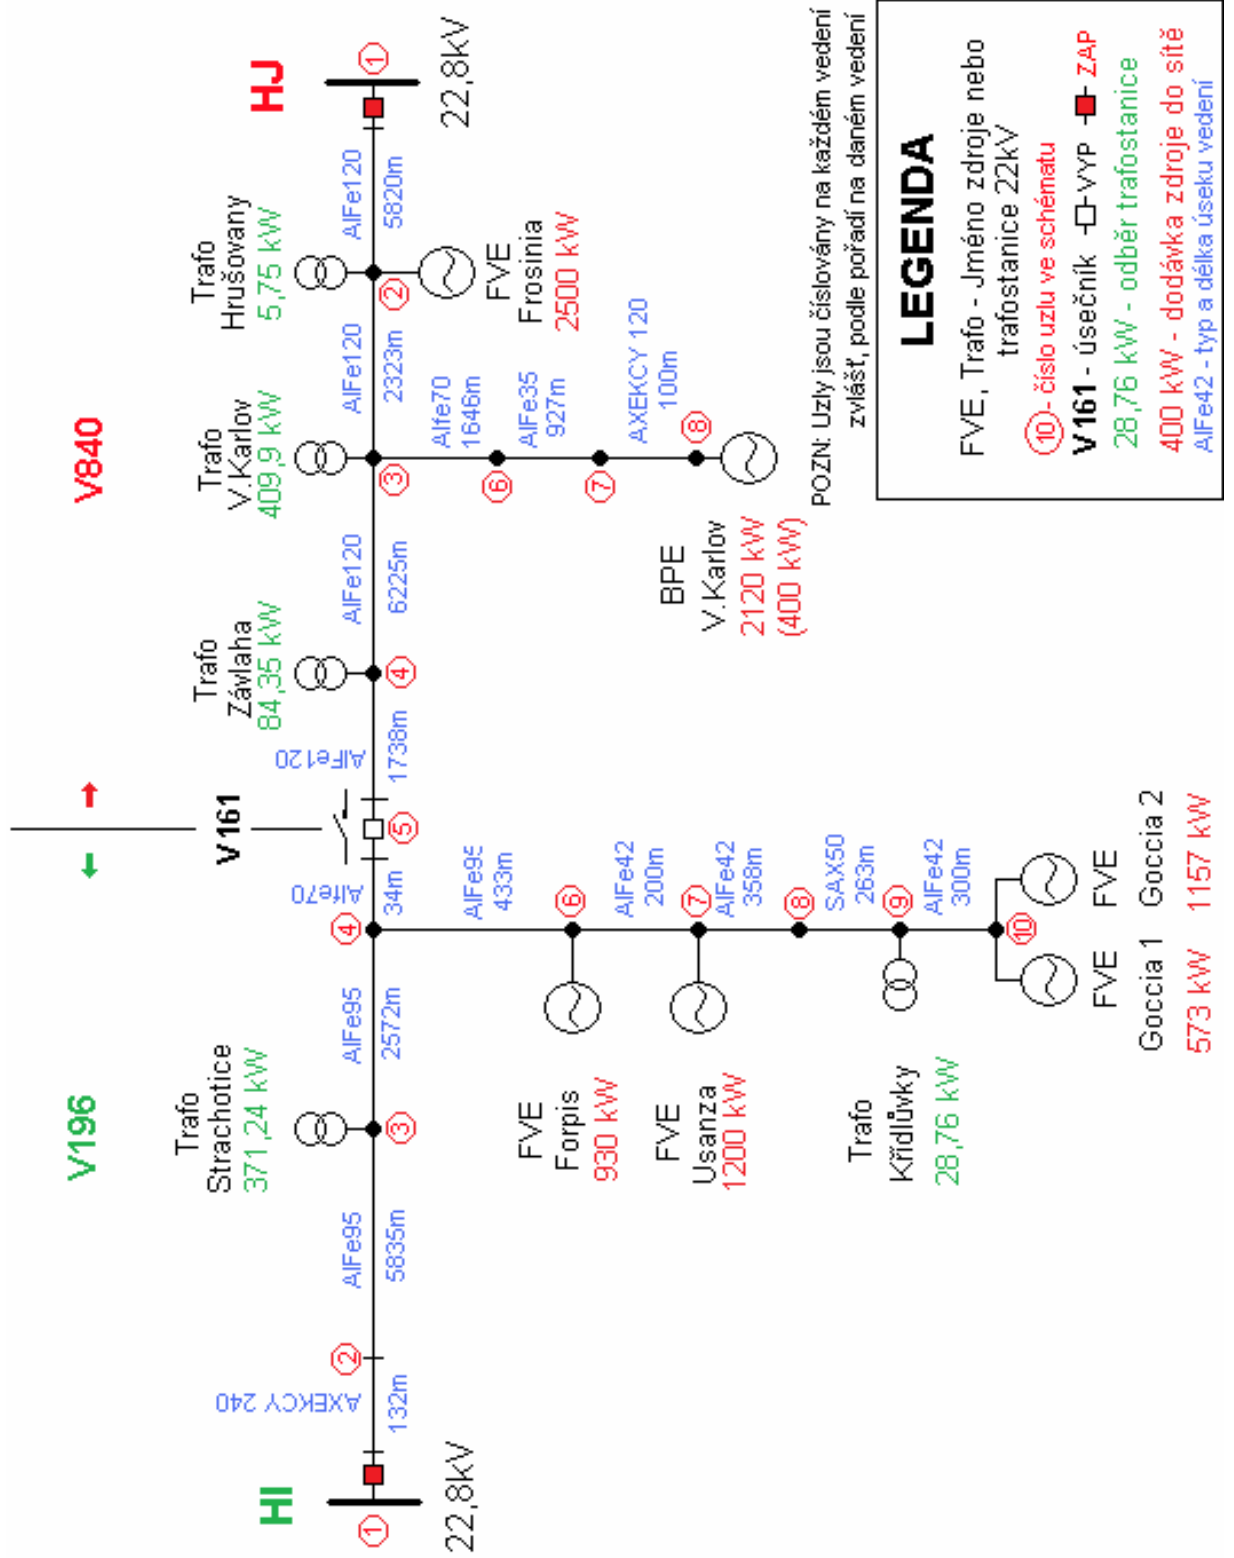 V196
V840
HI
HJ
22,8kV
22,8kV
V161
Trafo
Strachotice
371,24 kW
Trafo
Závlaha
84,35 kW
Trafo
V.Karlov
409,9 kW
Trafo
Hrušovany
5,75 kW
1
AXEKCY 240
132m
2
AlFe95
5835m
3
AlFe95
2572m
4
Alfe70
34m
5
AlFe120
1738m
4
AlFe120
6225m
3
AlFe120
2323m
2
AlFe120
5820m
1
AlFe95
433m
6
FVE
Forpis
930 kW
AlFe42
200m
7
FVE
Usanza
1200 kW
AlFe42
358m
8
SAX50
263m
9
Trafo
Křídlůvky
28,76 kW
AlFe42
300m
10
FVE
Goccia 1
573 kW
FVE
Goccia 2
1157 kW
Alfe70
1646m
6
AlFe35
927m
7
AXEKCY 120
100m
8
BPE
V.Karlov
2120 kW
(400 kW)
FVE
Frosinia
2500 kW
POZN: Uzly jsou číslovány na každém vedení
zvlášť, podle pořadí na daném vedení
LEGENDA
FVE, Trafo - Jméno zdroje nebo
trafostanice 22kV
10 - číslo uzlu ve schématu
V161 - úsečník VYP ZAP
28,76 kW - odběr trafostanice
400 kW - dodávka zdroje do sítě
AlFe42 - typ a délka úseku vedení